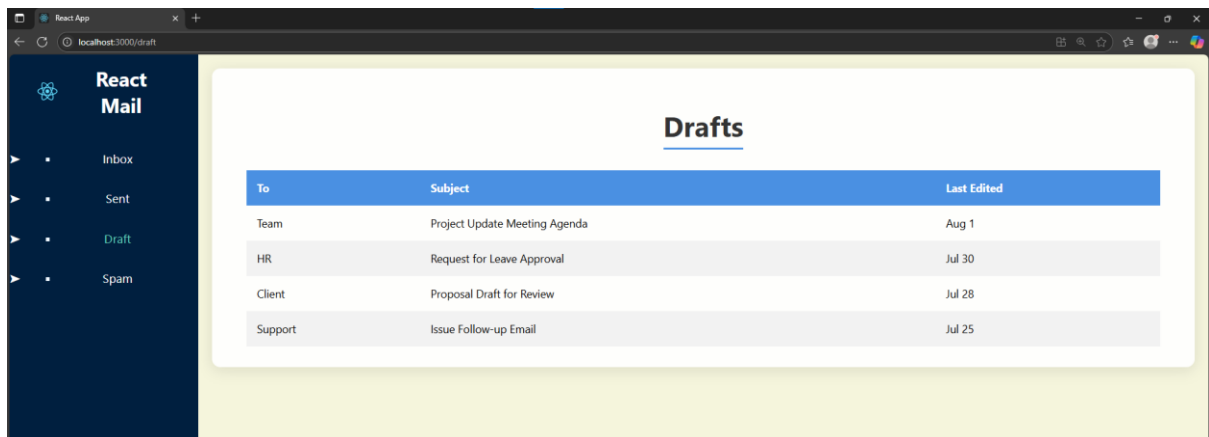 React App
localhost:3000/draft
React
Mail
Inbox
Sent
Draft
Spam
Drafts
To Subject Last Edited
Team Project Update Meeting Agenda Aug 1
HR Request for Leave Approval Jul 30
Client Proposal Draft for Review Jul 28
Support Issue Follow-up Email Jul 25